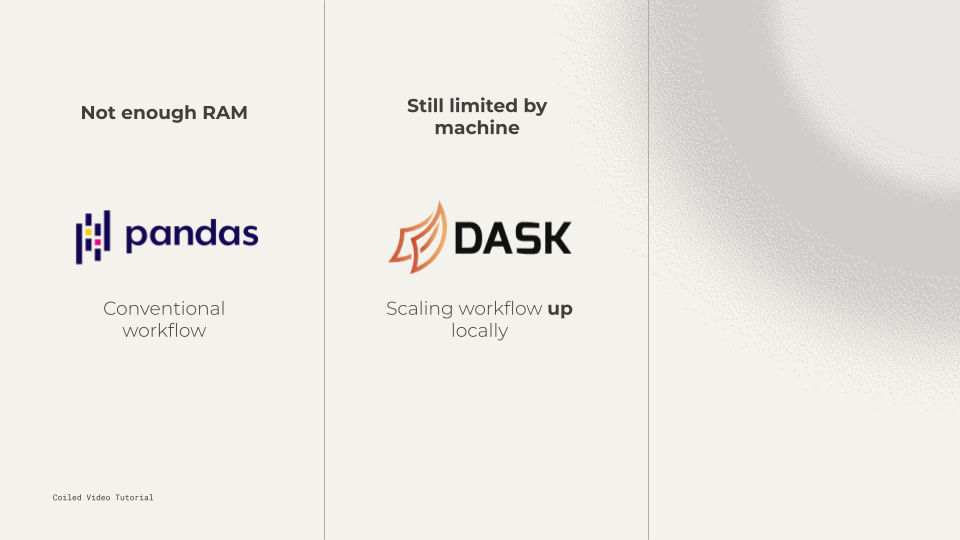 Not enough RAM
pandas
Conventional
workflow
Still limited by
machine
DASK
Scaling workflow up
locally
Coiled Video Tutorial